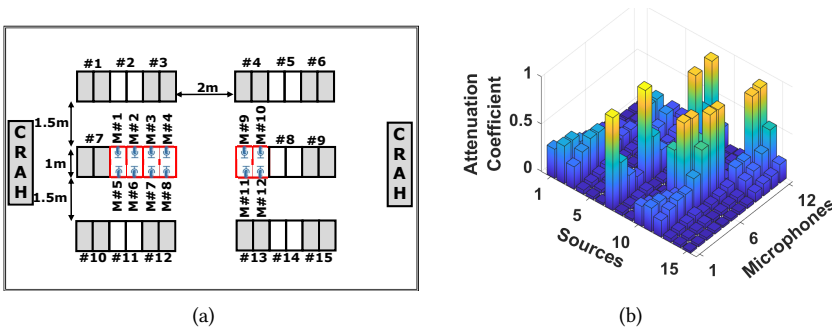 #1 #2 #3 #4 #5 #6
2m
1.5m
M#1 M#2 M#3 M#4
M#9 M#10
CRAH
#7
1m
#8 #9
CRAH
M#5 M#6 M#7 M#8
M#11 M#12
1.5m
#10 #11 #12 #13 #14 #15
(a)
(b)
Attenuation
Coefficient
1
0.5
0
1
5
10
15
Sources
12
6
1
Microphones